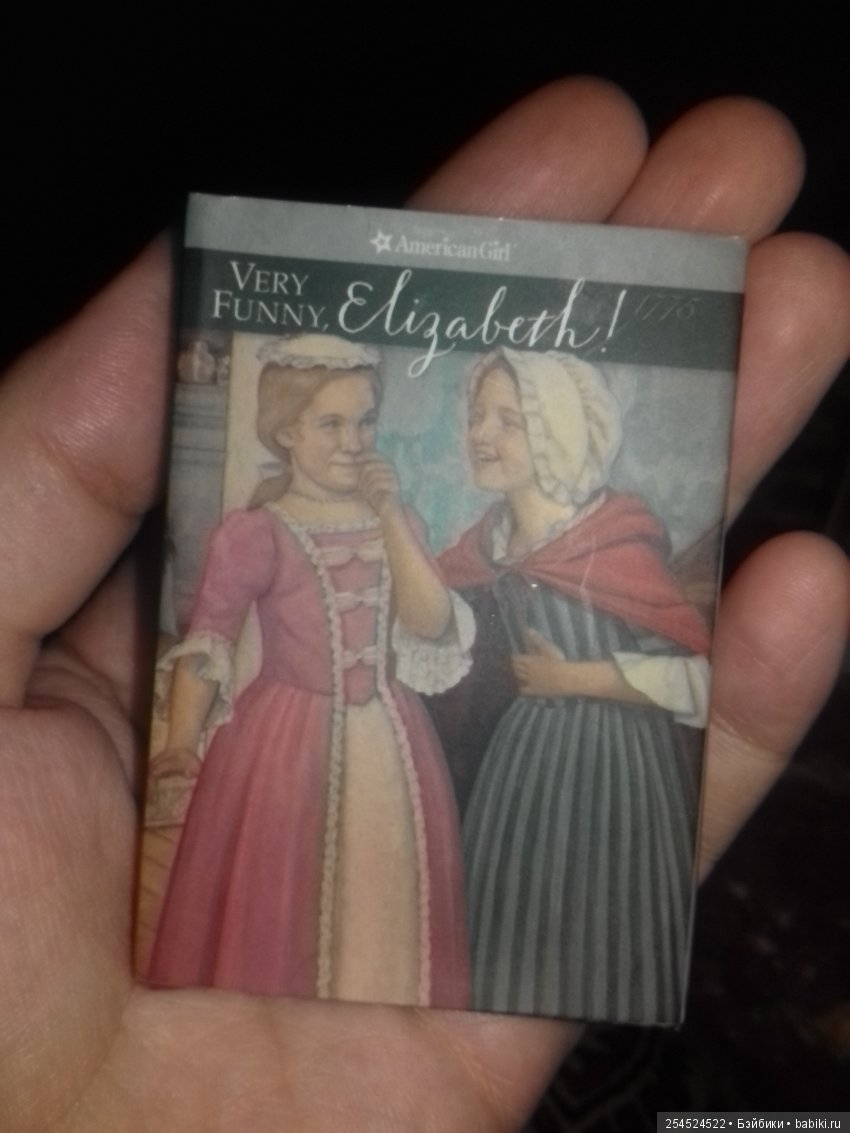 American Girl
VERY
FUNNY, Elizabeth! 1775
254524522 • Бэйбики • babiki.ru